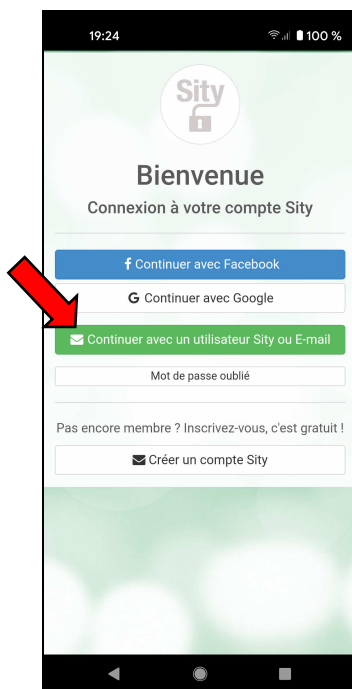 19:24 100 %
Sity
Bienvenue
Connexion à votre compte Sity
f Continuer avec Facebook
G Continuer avec Google
Continuer avec un utilisateur Sity ou E-mail
Mot de passe oublié
Pas encore membre ? Inscrivez-vous, c'est gratuit !
Créer un compte Sity